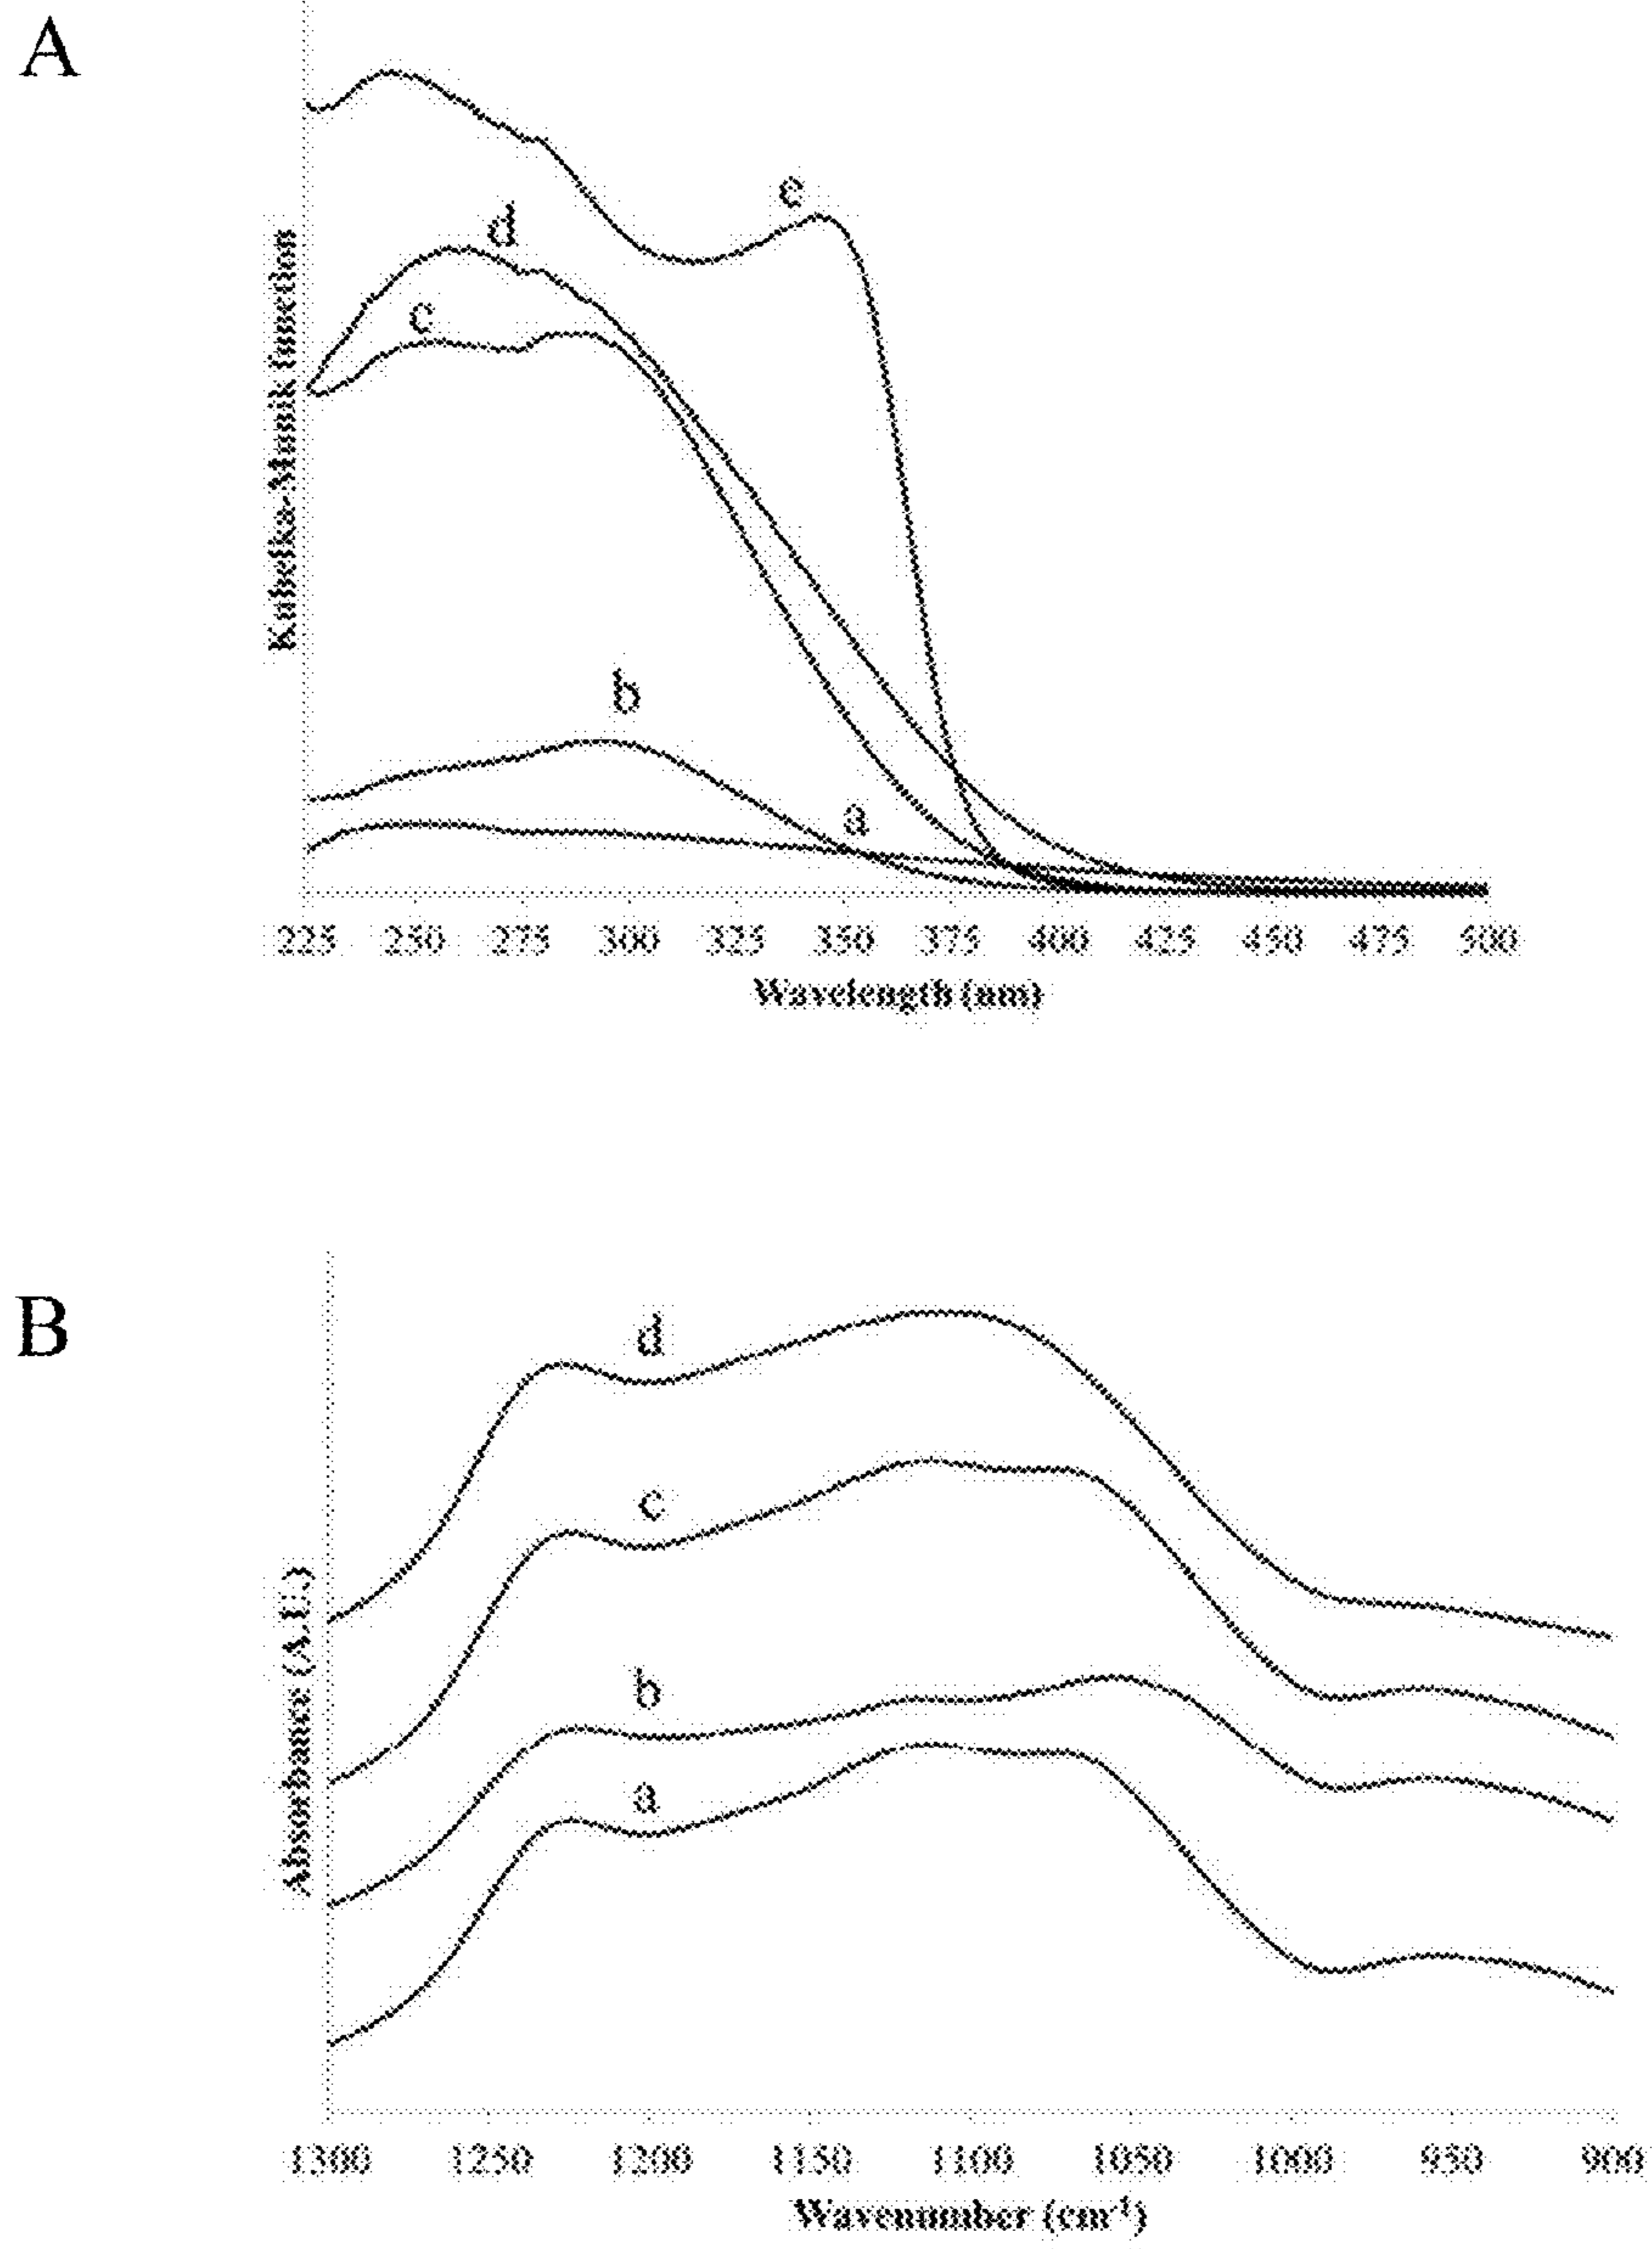 A
e
d
c
b
a
Kubelka-Munk function
225 250 275 300 325 350 375 400 425 450 475 500
Wavelength (nm)
B
d
c
b
a
Absorbance (A.U.)
1300 1250 1200 1150 1100 1050 1000 950 900
Wavenumber (cm⁻¹)